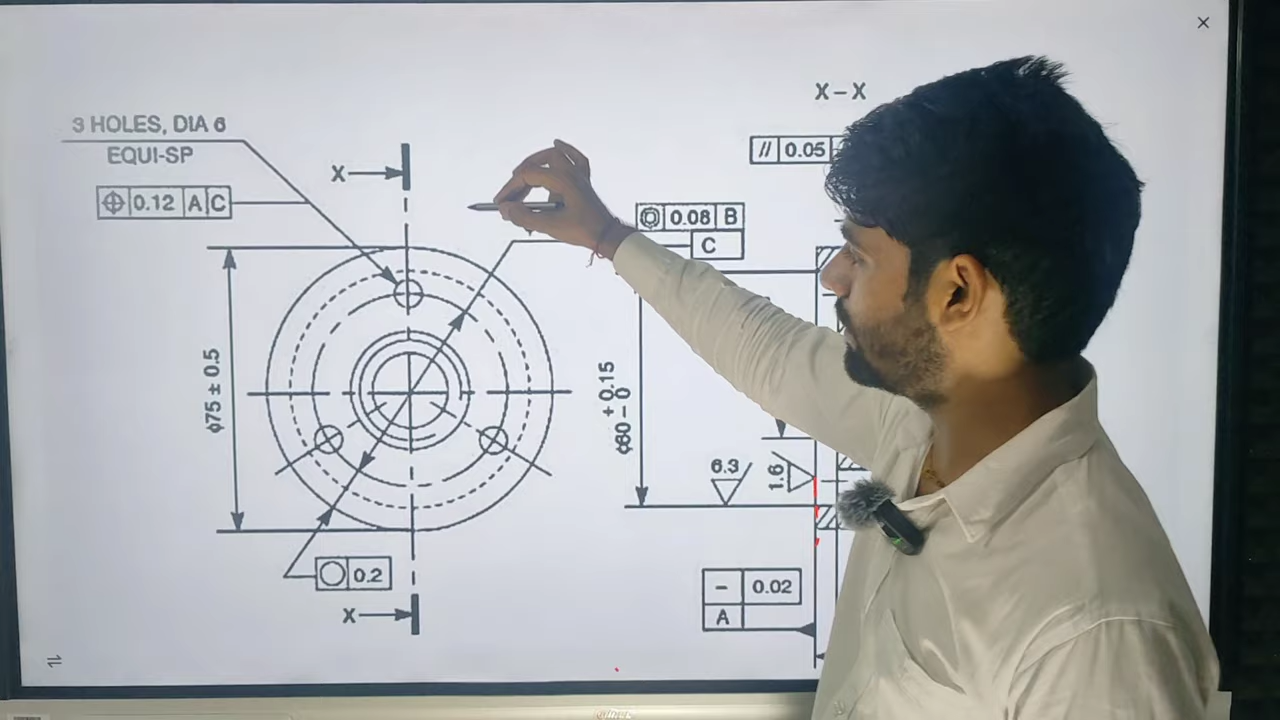 X – X
3 HOLES, DIA 6
EQUI-SP
// 0.05
X
⌖ 0.12 A C
◎ 0.08 B
C
ϕ75 ± 0.5
ϕ60 + 0.15
– 0
6.3
1.6
○ 0.2
– 0.02
A
X